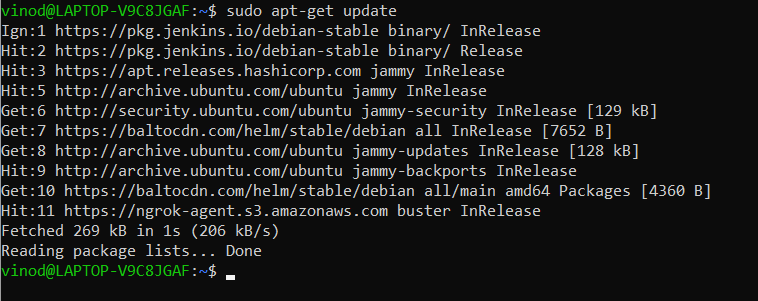 vinod@LAPTOP-V9C8JGAF:~$ sudo apt-get update
Ign:1 https://pkg.jenkins.io/debian-stable binary/ InRelease
Hit:2 https://pkg.jenkins.io/debian-stable binary/ Release
Hit:3 https://apt.releases.hashicorp.com jammy InRelease
Hit:5 http://archive.ubuntu.com/ubuntu jammy InRelease
Get:6 http://security.ubuntu.com/ubuntu jammy-security InRelease [129 kB]
Get:7 https://baltocdn.com/helm/stable/debian all InRelease [7652 B]
Get:8 http://archive.ubuntu.com/ubuntu jammy-updates InRelease [128 kB]
Hit:9 http://archive.ubuntu.com/ubuntu jammy-backports InRelease
Get:10 https://baltocdn.com/helm/stable/debian all/main amd64 Packages [4360 B]
Hit:11 https://ngrok-agent.s3.amazonaws.com buster InRelease
Fetched 269 kB in 1s (206 kB/s)
Reading package lists... Done
vinod@LAPTOP-V9C8JGAF:~$